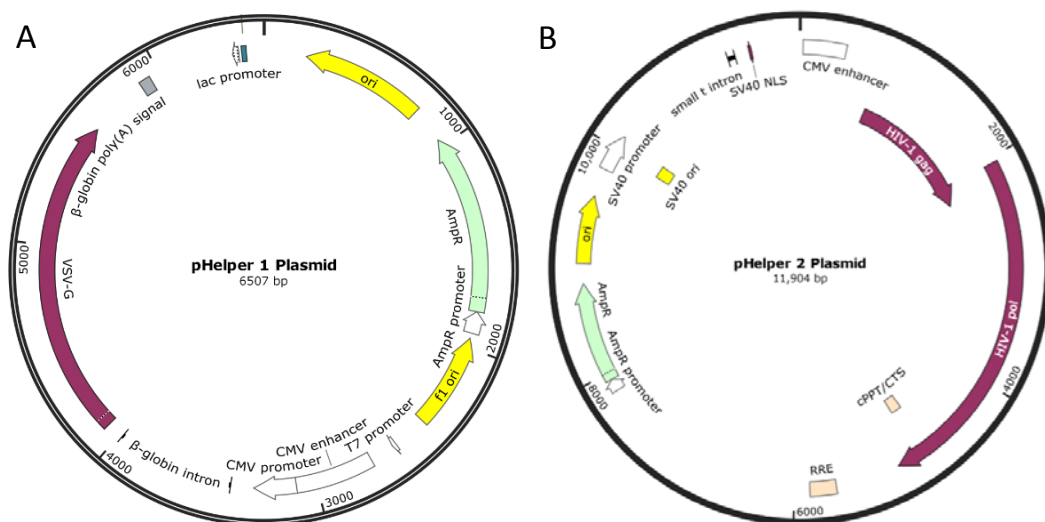 A
6000
lac promoter
ori
1000
β-globin poly(A) signal
AmpR
5000
VSV-G
pHelper 1 Plasmid
6507 bp
AmpR promoter
2000
f1 ori
T7 promoter
CMV enhancer
CMV promoter
3000
β-globin intron
4000
B
small t intron
SV40 NLS
CMV enhancer
2000
HIV-1 gag
10,000
SV40 promoter
SV40 ori
ori
pHelper 2 Plasmid
11,904 bp
AmpR
AmpR promoter
8000
HIV-1 pol
cPPT/CTS
4000
RRE
6000